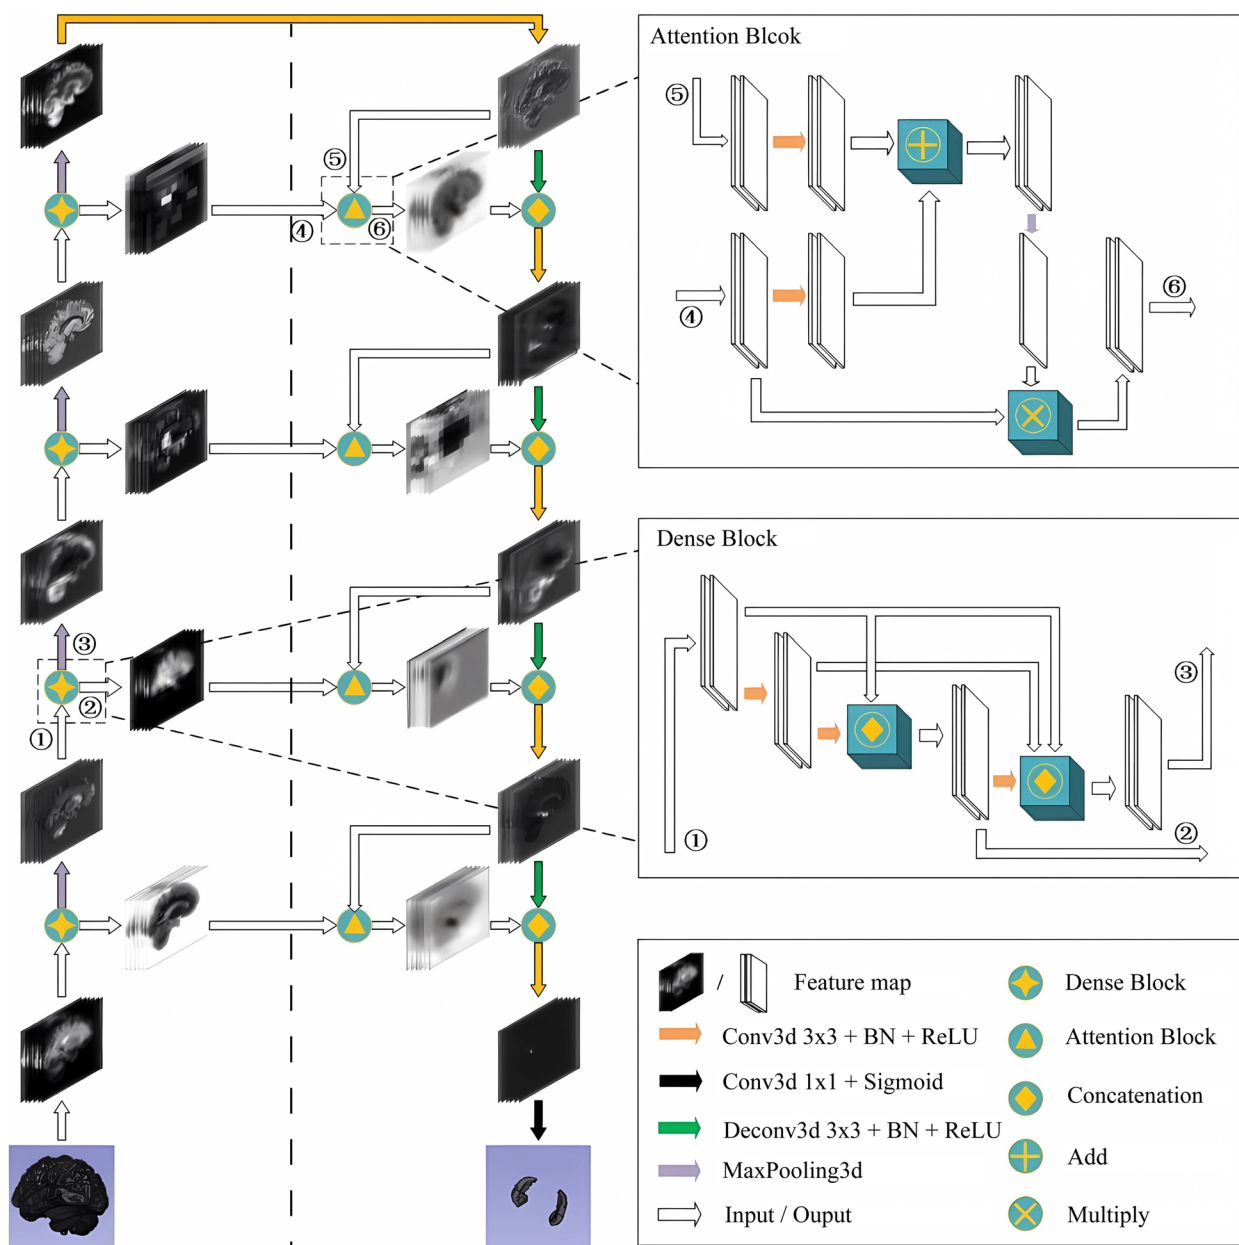 Attention Blcok
⑤
④
⑥
⑤
④
⑥
Dense Block
①
③
②
③
②
①
/
Feature map
Conv3d 3x3 + BN + ReLU
Conv3d 1x1 + Sigmoid
Deconv3d 3x3 + BN + ReLU
MaxPooling3d
Input / Ouput
Dense Block
Attention Block
Concatenation
Add
Multiply